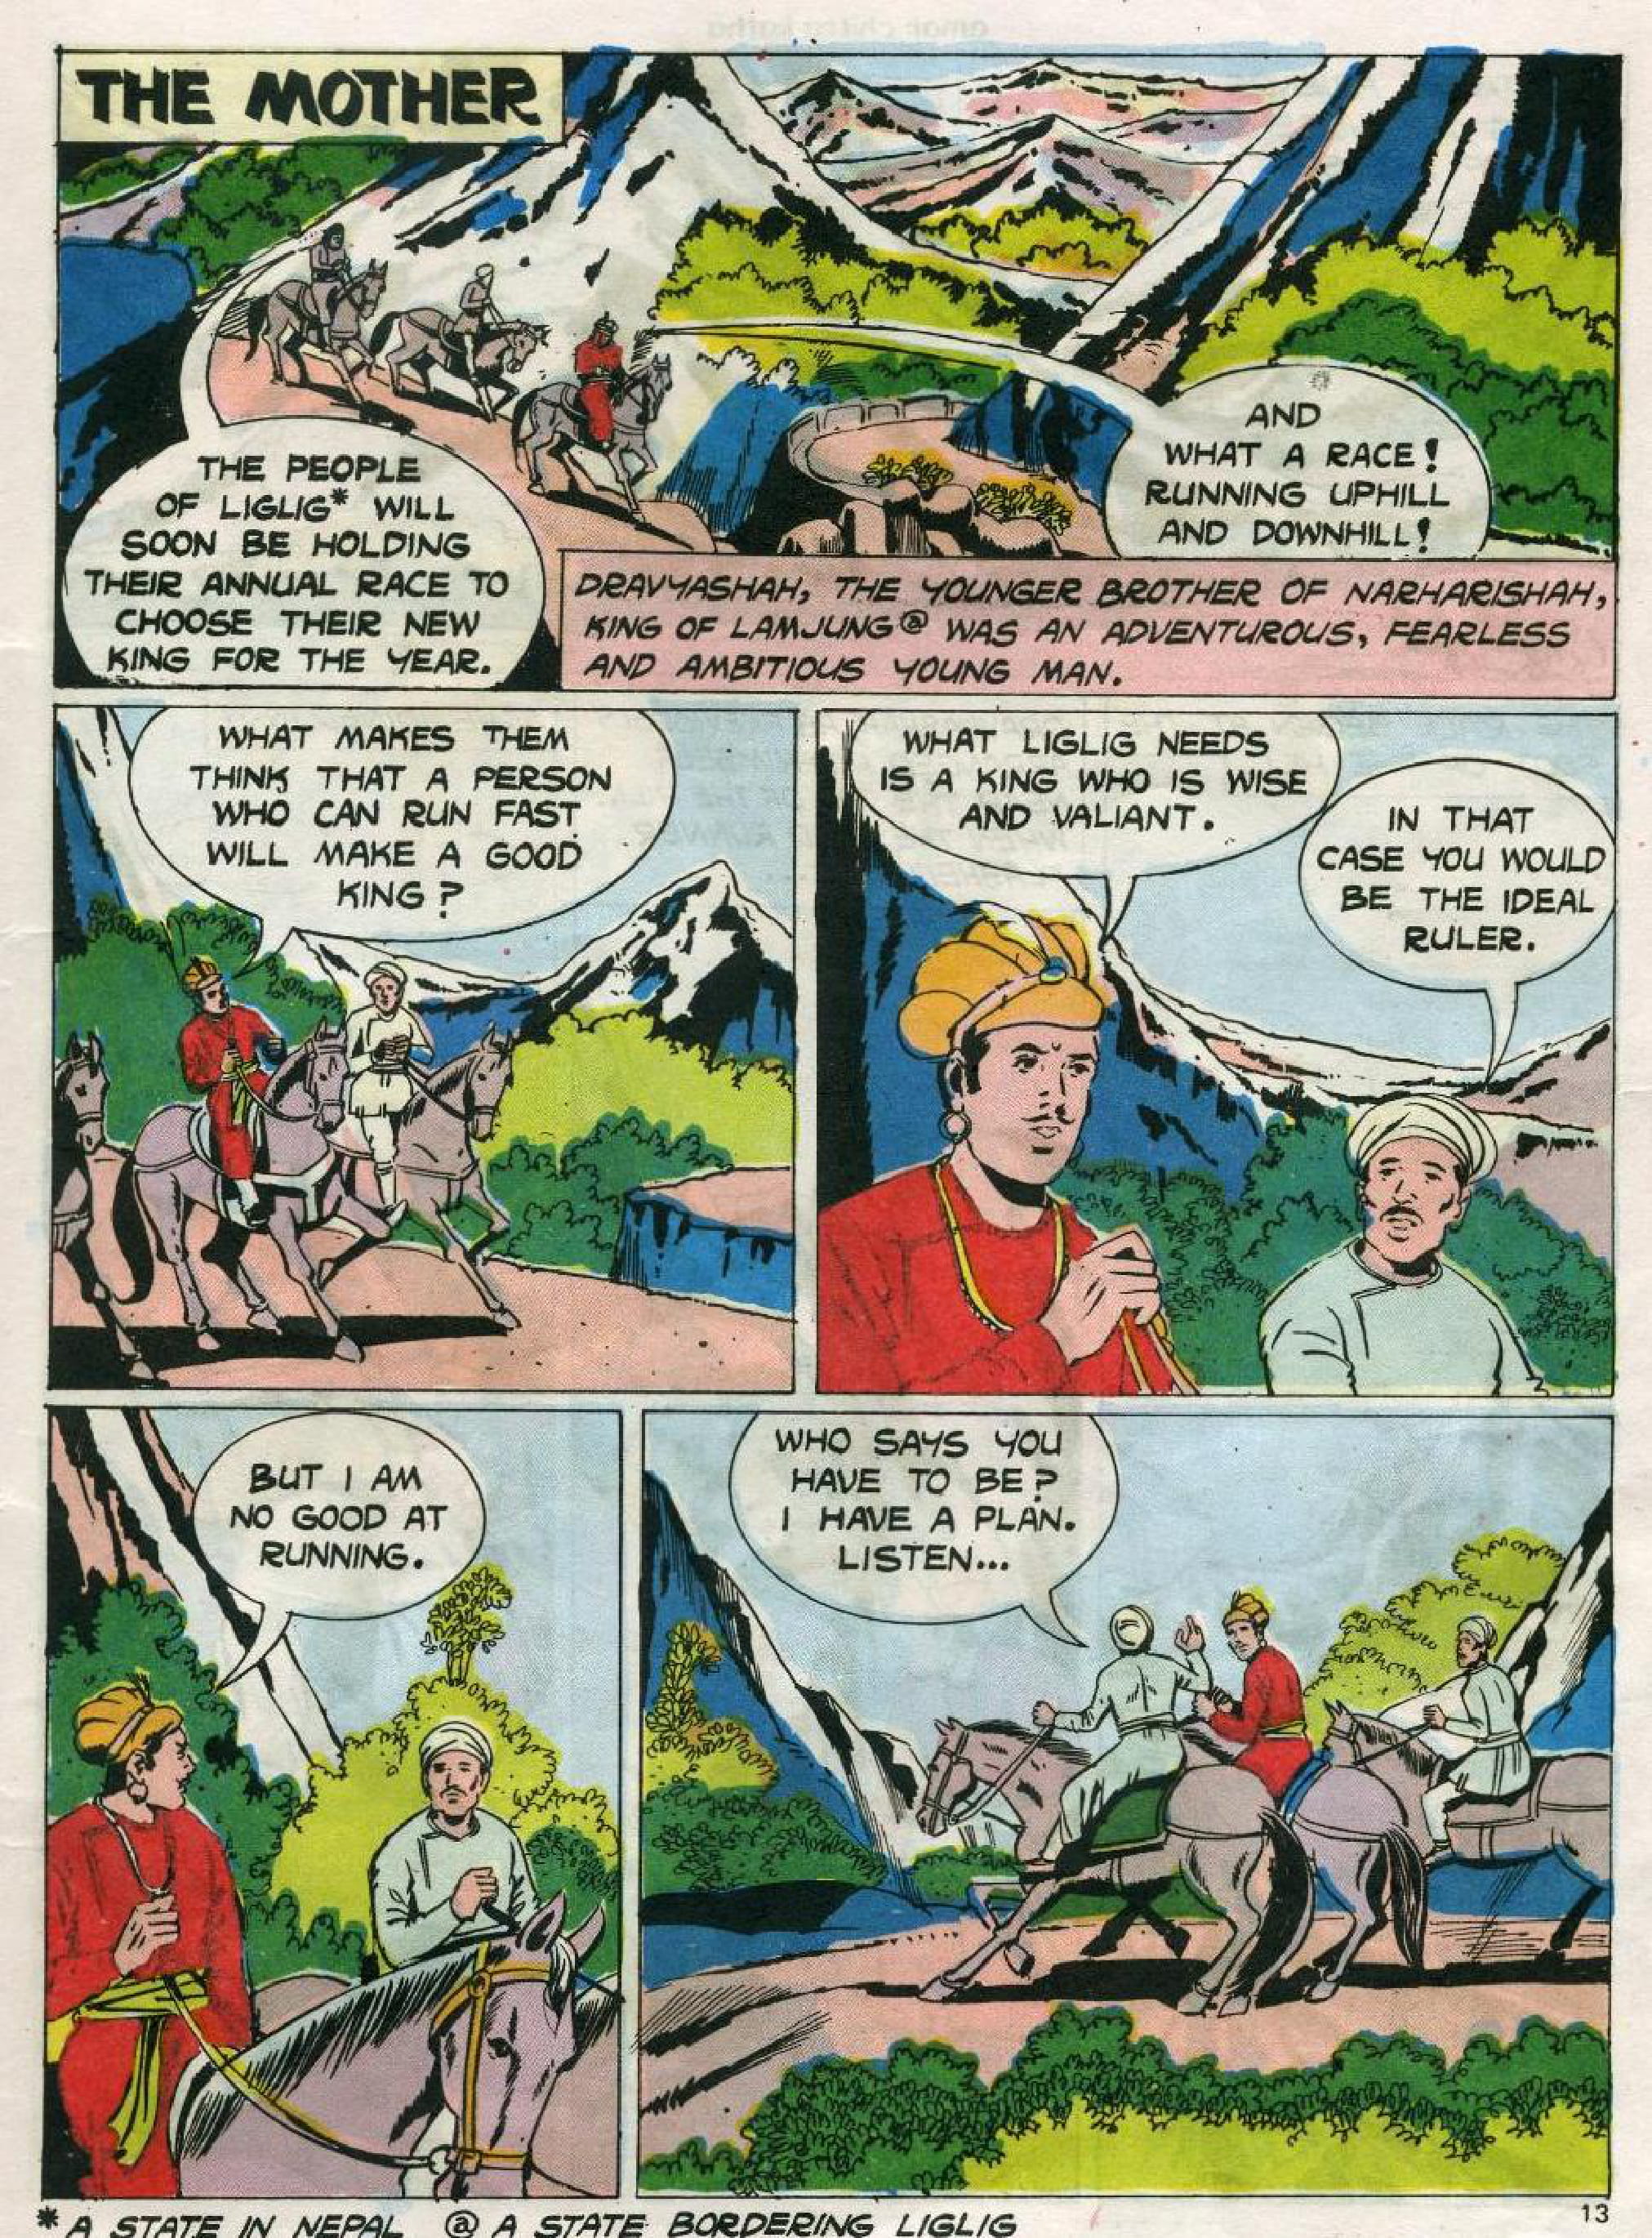 THE MOTHER
THE PEOPLE
OF LIGLIG* WILL
SOON BE HOLDING
THEIR ANNUAL RACE TO
CHOOSE THEIR NEW
KING FOR THE YEAR.
AND
WHAT A RACE!
RUNNING UPHILL
AND DOWNHILL!
DRAVYASHAH, THE YOUNGER BROTHER OF NARHARISHAH,
KING OF LAMJUNG@ WAS AN ADVENTUROUS, FEARLESS
AND AMBITIOUS YOUNG MAN.
WHAT MAKES THEM
THINK THAT A PERSON
WHO CAN RUN FAST
WILL MAKE A GOOD
KING?
WHAT LIGLIG NEEDS
IS A KING WHO IS WISE
AND VALIANT.
IN THAT
CASE YOU WOULD
BE THE IDEAL
RULER.
BUT I AM
NO GOOD AT
RUNNING.
WHO SAYS YOU
HAVE TO BE?
I HAVE A PLAN.
LISTEN...
* A STATE IN NEPAL @ A STATE BORDERING LIGLIG
13